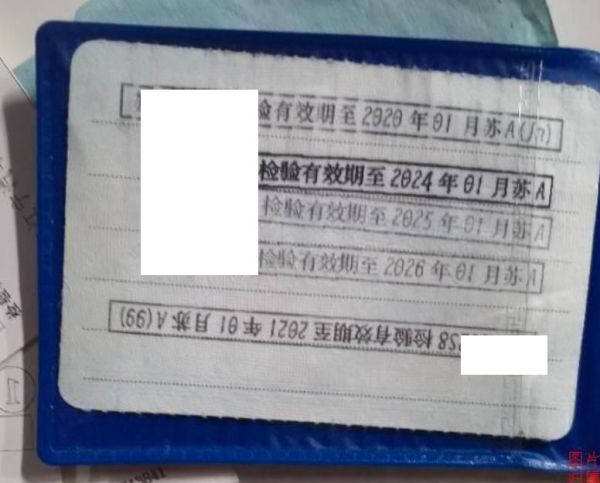 验有效期至2020年01月苏A(Jn)
检验有效期至2024年01月苏A
检验有效期至2025年01月苏A
检验有效期至2026年01月苏A
检验有效期至2021年01月苏A(99)
图片